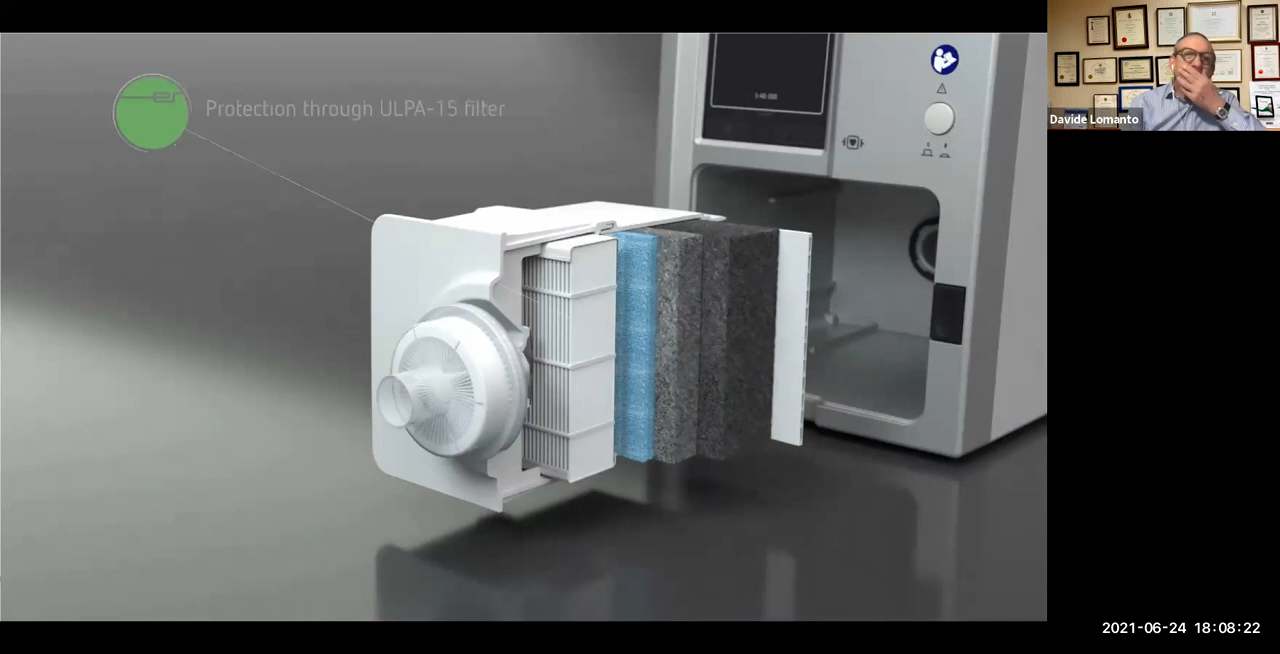 Protection through ULPA-15 filter
Davide Lomanto
2021-06-24 18:08:22